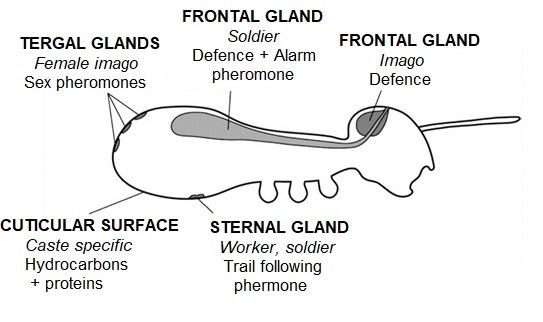 TERGAL GLANDS
Female imago
Sex pheromones
FRONTAL GLAND
Soldier
Defence + Alarm
pheromone
FRONTAL GLAND
Imago
Defence
CUTICULAR SURFACE
Caste specific
Hydrocarbons
+ proteins
STERNAL GLAND
Worker, soldier
Trail following
phermone